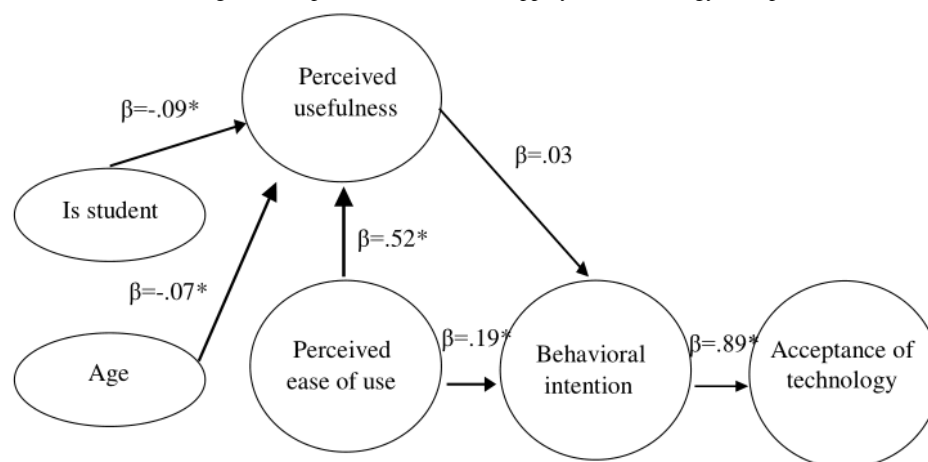 Perceived
usefulness
β=-.09*
β=.03
Is student
β=.52*
β=-.07*
Perceived
ease of use
β=.19*
Behavioral
intention
β=.89*
Acceptance of
technology
Age